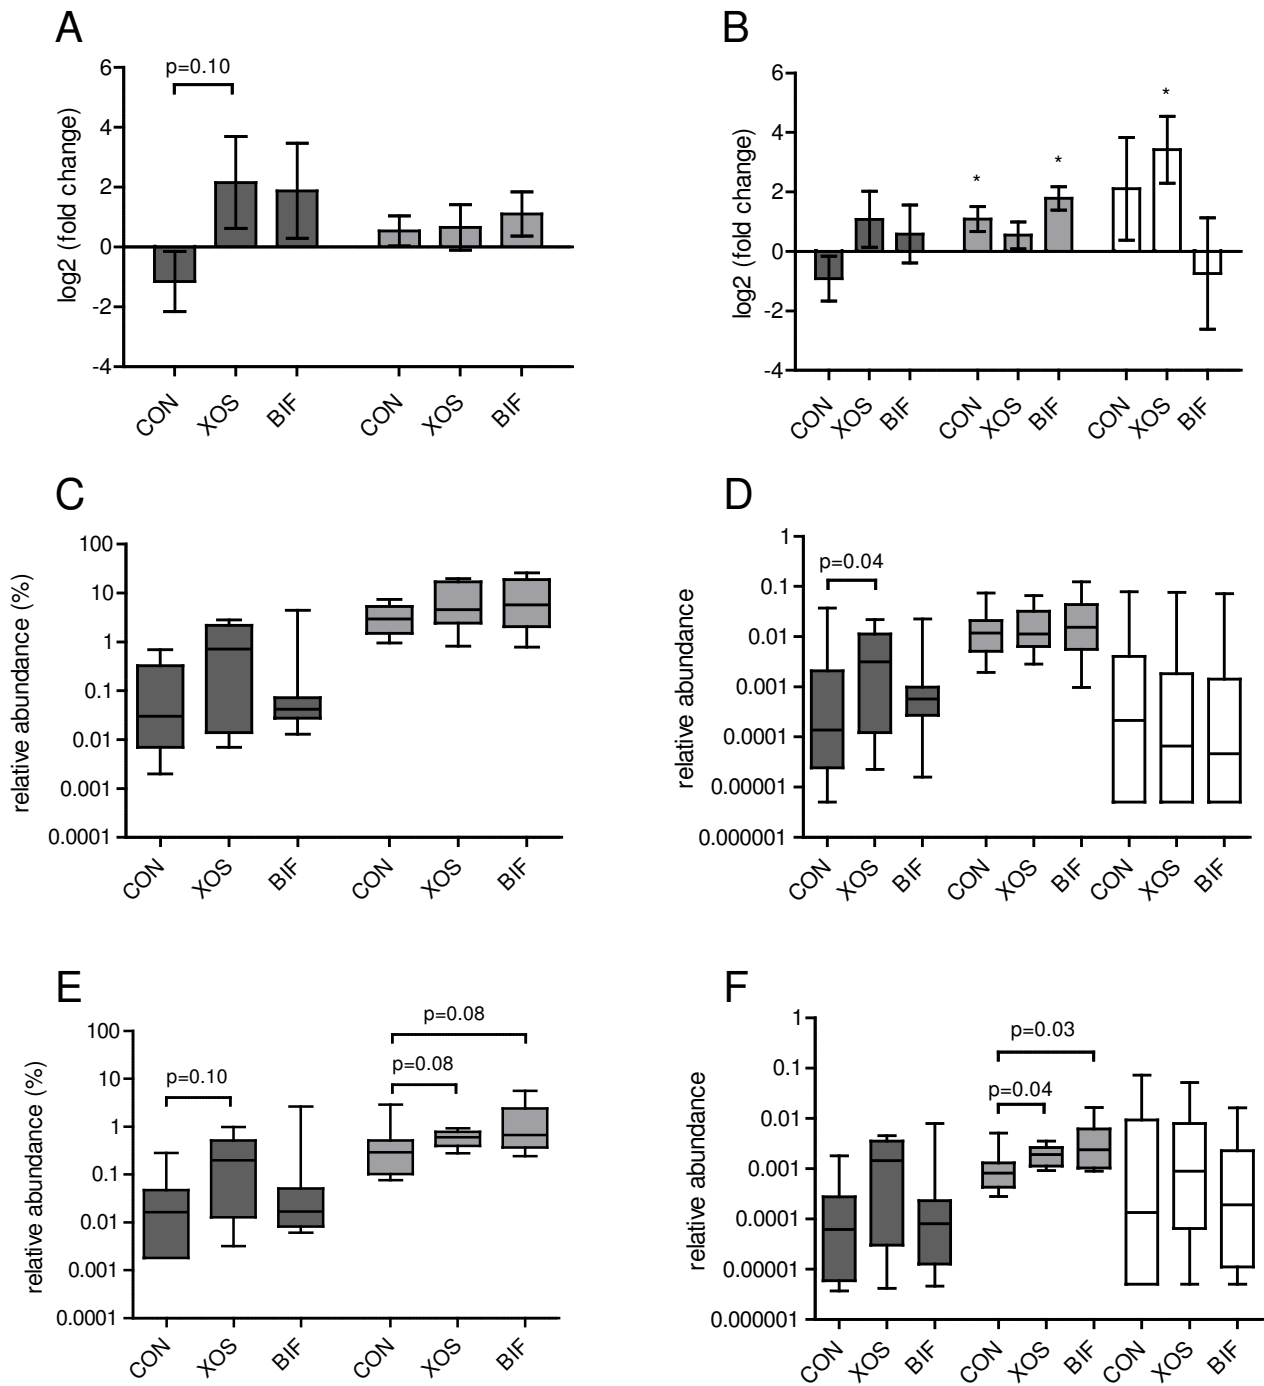 A
log2 (fold change)
6
4
2
0
-2
-4
p=0.10
CON
XOS
BIF
CON
XOS
BIF
B
log2 (fold change)
6
4
2
0
-2
-4
*
*
*
CON
XOS
BIF
CON
XOS
BIF
CON
XOS
BIF
C
relative abundance (%)
100
10
1
0.1
0.01
0.001
0.0001
CON
XOS
BIF
CON
XOS
BIF
D
relative abundance
1
0.1
0.01
0.001
0.0001
0.00001
0.000001
p=0.04
CON
XOS
BIF
CON
XOS
BIF
CON
XOS
BIF
E
relative abundance (%)
100
10
1
0.1
0.01
0.001
0.0001
p=0.10
p=0.08
p=0.08
CON
XOS
BIF
CON
XOS
BIF
F
relative abundance
1
0.1
0.01
0.001
0.0001
0.00001
0.000001
p=0.03
p=0.04
CON
XOS
BIF
CON
XOS
BIF
CON
XOS
BIF